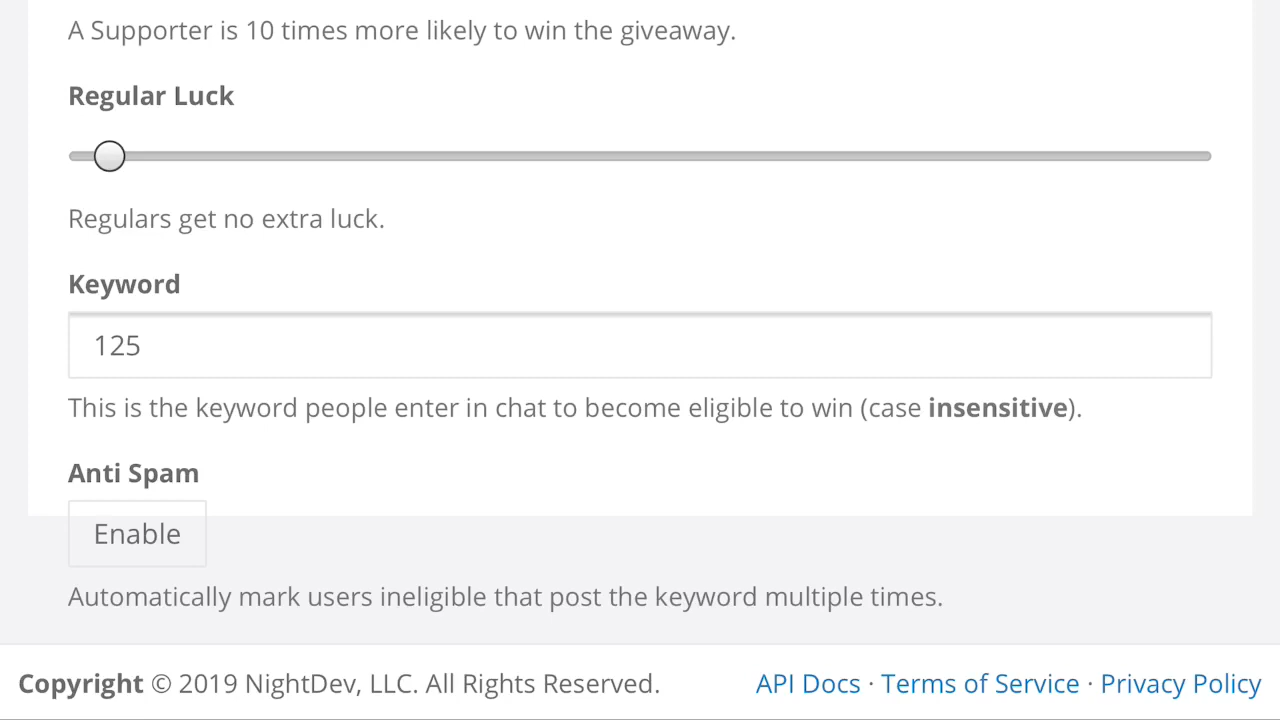 A Supporter is 10 times more likely to win the giveaway.
Regular Luck
Regulars get no extra luck.
Keyword
125
This is the keyword people enter in chat to become eligible to win (case insensitive).
Anti Spam
Enable
Automatically mark users ineligible that post the keyword multiple times.
Copyright © 2019 NightDev, LLC. All Rights Reserved. API Docs · Terms of Service · Privacy Policy